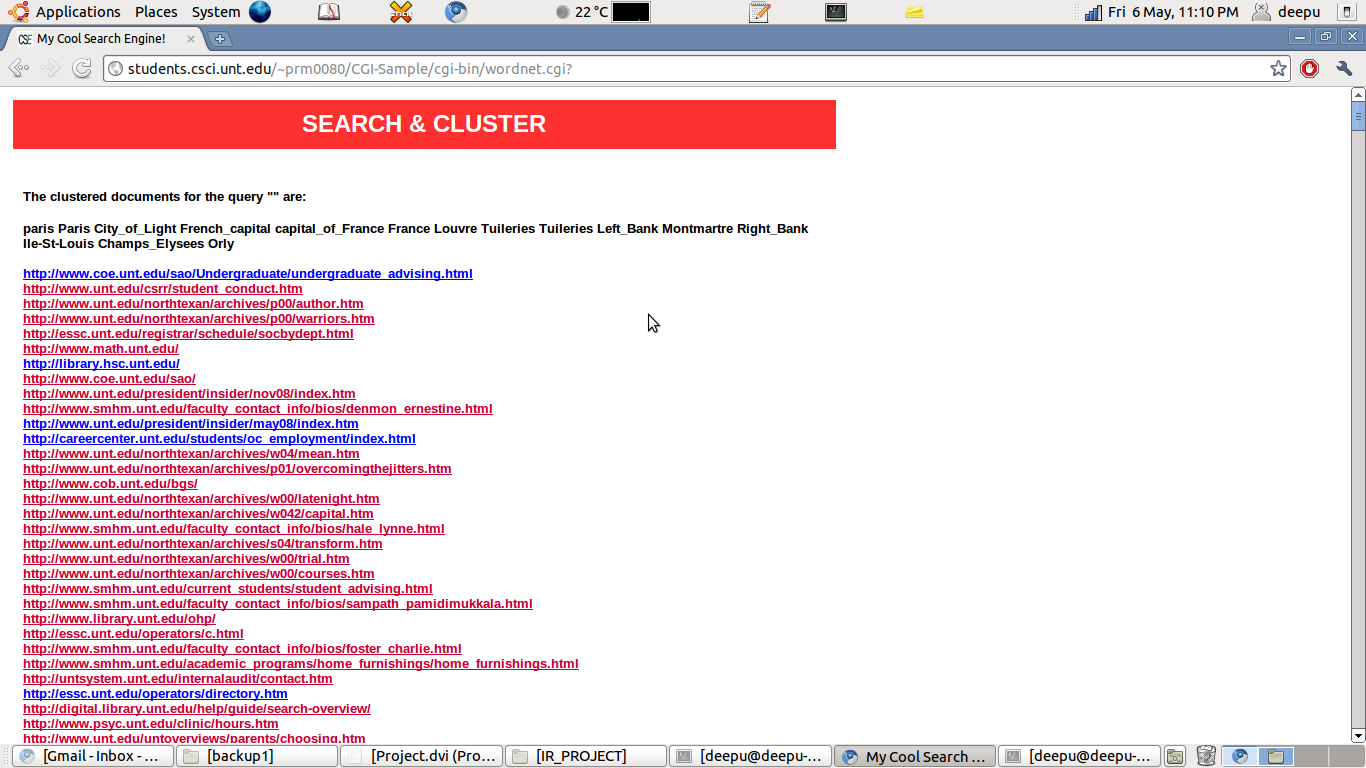 Applications Places System 22 °C Fri 6 May, 11:10 PM deepu
CSE My Cool Search Engine!
students.csci.unt.edu/~prm0080/CGI-Sample/cgi-bin/wordnet.cgi?
SEARCH & CLUSTER
The clustered documents for the query "" are:
paris Paris City_of_Light French_capital capital_of_France France Louvre Tuileries Tuileries Left_Bank Montmartre Right_Bank
Ile-St-Louis Champs_Elysees Orly
http://www.coe.unt.edu/sao/Undergraduate/undergraduate_advising.html
http://www.unt.edu/csrr/student_conduct.htm
http://www.unt.edu/northtexan/archives/p00/author.htm
http://www.unt.edu/northtexan/archives/p00/warriors.htm
http://essc.unt.edu/registrar/schedule/socbydept.html
http://www.math.unt.edu/
http://library.hsc.unt.edu/
http://www.coe.unt.edu/sao/
http://www.unt.edu/president/insider/nov08/index.htm
http://www.smhm.unt.edu/faculty_contact_info/bios/denmon_ernestine.html
http://www.unt.edu/president/insider/may08/index.htm
http://careercenter.unt.edu/students/oc_employment/index.html
http://www.unt.edu/northtexan/archives/w04/mean.htm
http://www.unt.edu/northtexan/archives/p01/overcomingthejitters.htm
http://www.cob.unt.edu/bgs/
http://www.unt.edu/northtexan/archives/w00/latenight.htm
http://www.unt.edu/northtexan/archives/w042/capital.htm
http://www.smhm.unt.edu/faculty_contact_info/bios/hale_lynne.html
http://www.unt.edu/northtexan/archives/s04/transform.htm
http://www.unt.edu/northtexan/archives/w00/trial.htm
http://www.unt.edu/northtexan/archives/w00/courses.htm
http://www.smhm.unt.edu/current_students/student_advising.html
http://www.smhm.unt.edu/faculty_contact_info/bios/sampath_pamidimukkala.html
http://www.library.unt.edu/ohp/
http://essc.unt.edu/operators/c.html
http://www.smhm.unt.edu/faculty_contact_info/bios/foster_charlie.html
http://www.smhm.unt.edu/academic_programs/home_furnishings/home_furnishings.html
http://untsystem.unt.edu/internalaudit/contact.htm
http://essc.unt.edu/operators/directory.htm
http://digital.library.unt.edu/help/guide/search-overview/
http://www.psyc.unt.edu/clinic/hours.htm
http://www.unt.edu/untoverviews/parents/choosing.htm
[Gmail - Inbox - ... [backup1] [Project.dvi (Pro... [IR_PROJECT] [deepu@deepu-... My Cool Search ... [deepu@deepu-...